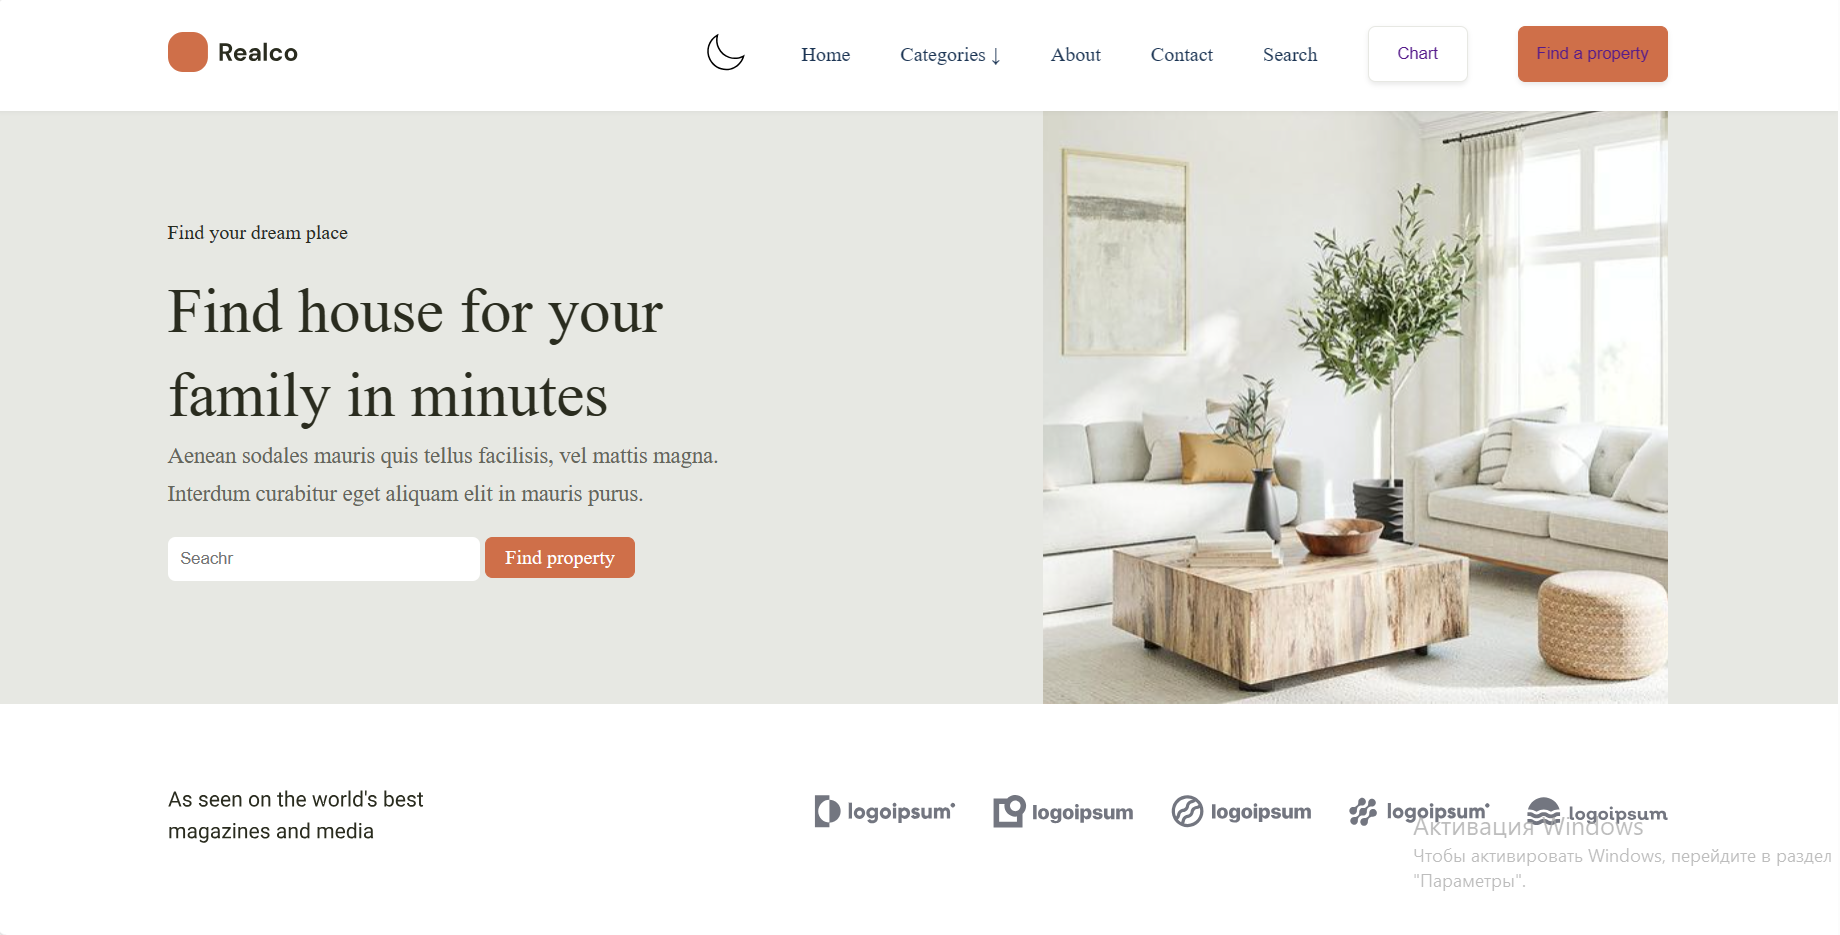 Realco
Home
Categories ↓
About
Contact
Search
Chart
Find a property
Find your dream place
Find house for your
family in minutes
Aenean sodales mauris quis tellus facilisis, vel mattis magna.
Interdum curabitur eget aliquam elit in mauris purus.
Seachr
Find property
As seen on the world's best
magazines and media
logoipsum
logoipsum
logoipsum
logoipsum
logoipsum
Активация Windows
Чтобы активировать Windows, перейдите в раздел
"Параметры".